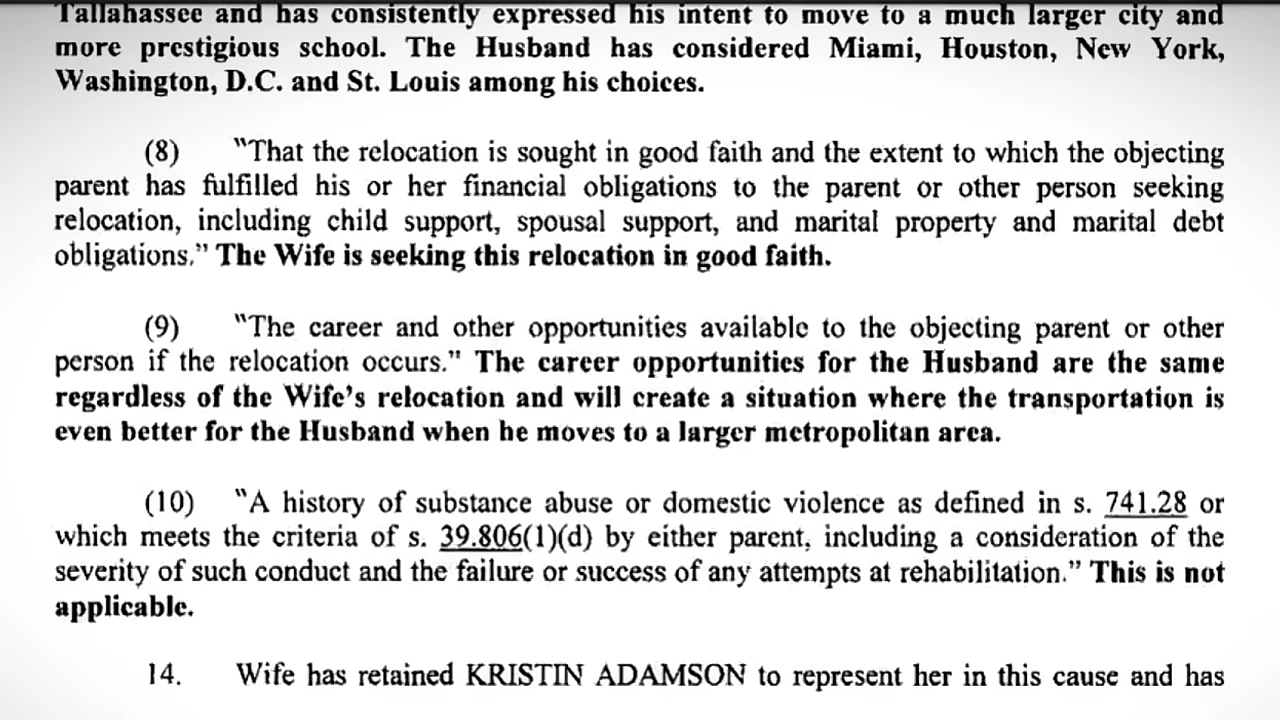 Tallahassee and has consistently expressed his intent to move to a much larger city and
more prestigious school. The Husband has considered Miami, Houston, New York,
Washington, D.C. and St. Louis among his choices.
(8) "That the relocation is sought in good faith and the extent to which the objecting
parent has fulfilled his or her financial obligations to the parent or other person seeking
relocation, including child support, spousal support, and marital property and marital debt
obligations." The Wife is seeking this relocation in good faith.
(9) "The career and other opportunities available to the objecting parent or other
person if the relocation occurs." The career opportunities for the Husband are the same
regardless of the Wife's relocation and will create a situation where the transportation is
even better for the Husband when he moves to a larger metropolitan area.
(10) "A history of substance abuse or domestic violence as defined in s. 741.28 or
which meets the criteria of s. 39.806(1)(d) by either parent, including a consideration of the
severity of such conduct and the failure or success of any attempts at rehabilitation." This is not
applicable.
14. Wife has retained KRISTIN ADAMSON to represent her in this cause and has